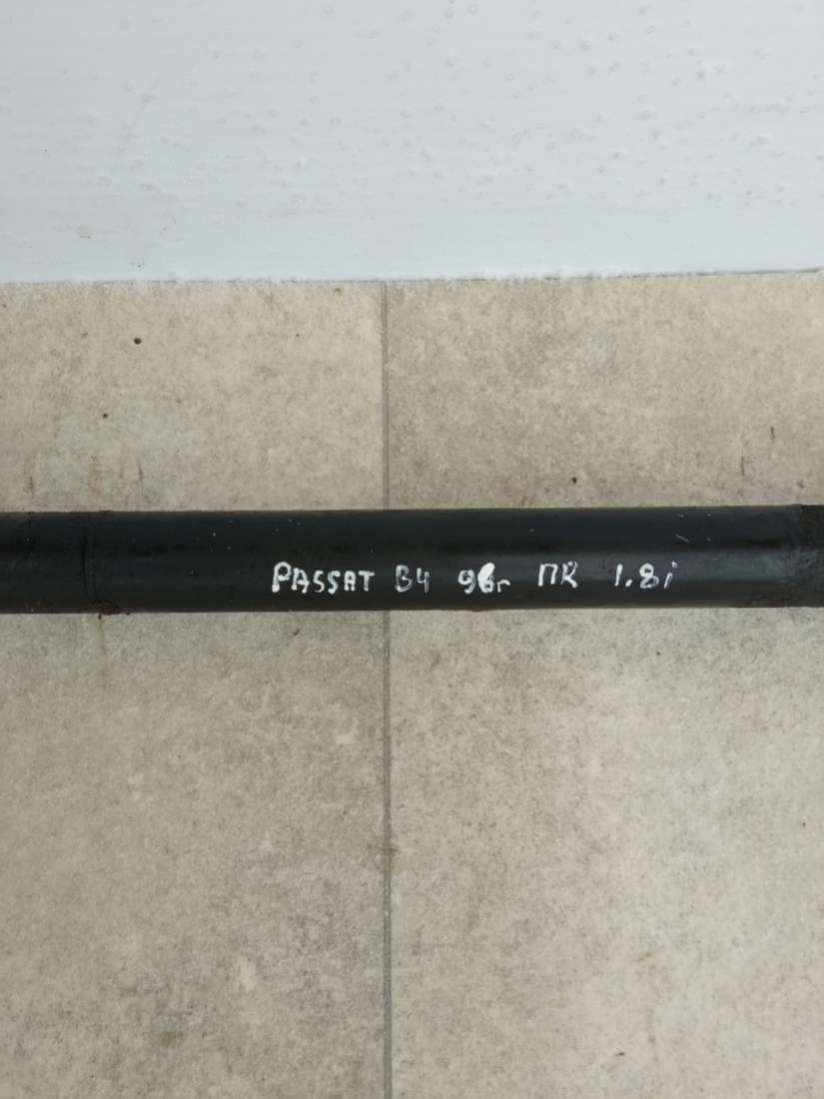 PASSAT B4 96г ПR 1.8i